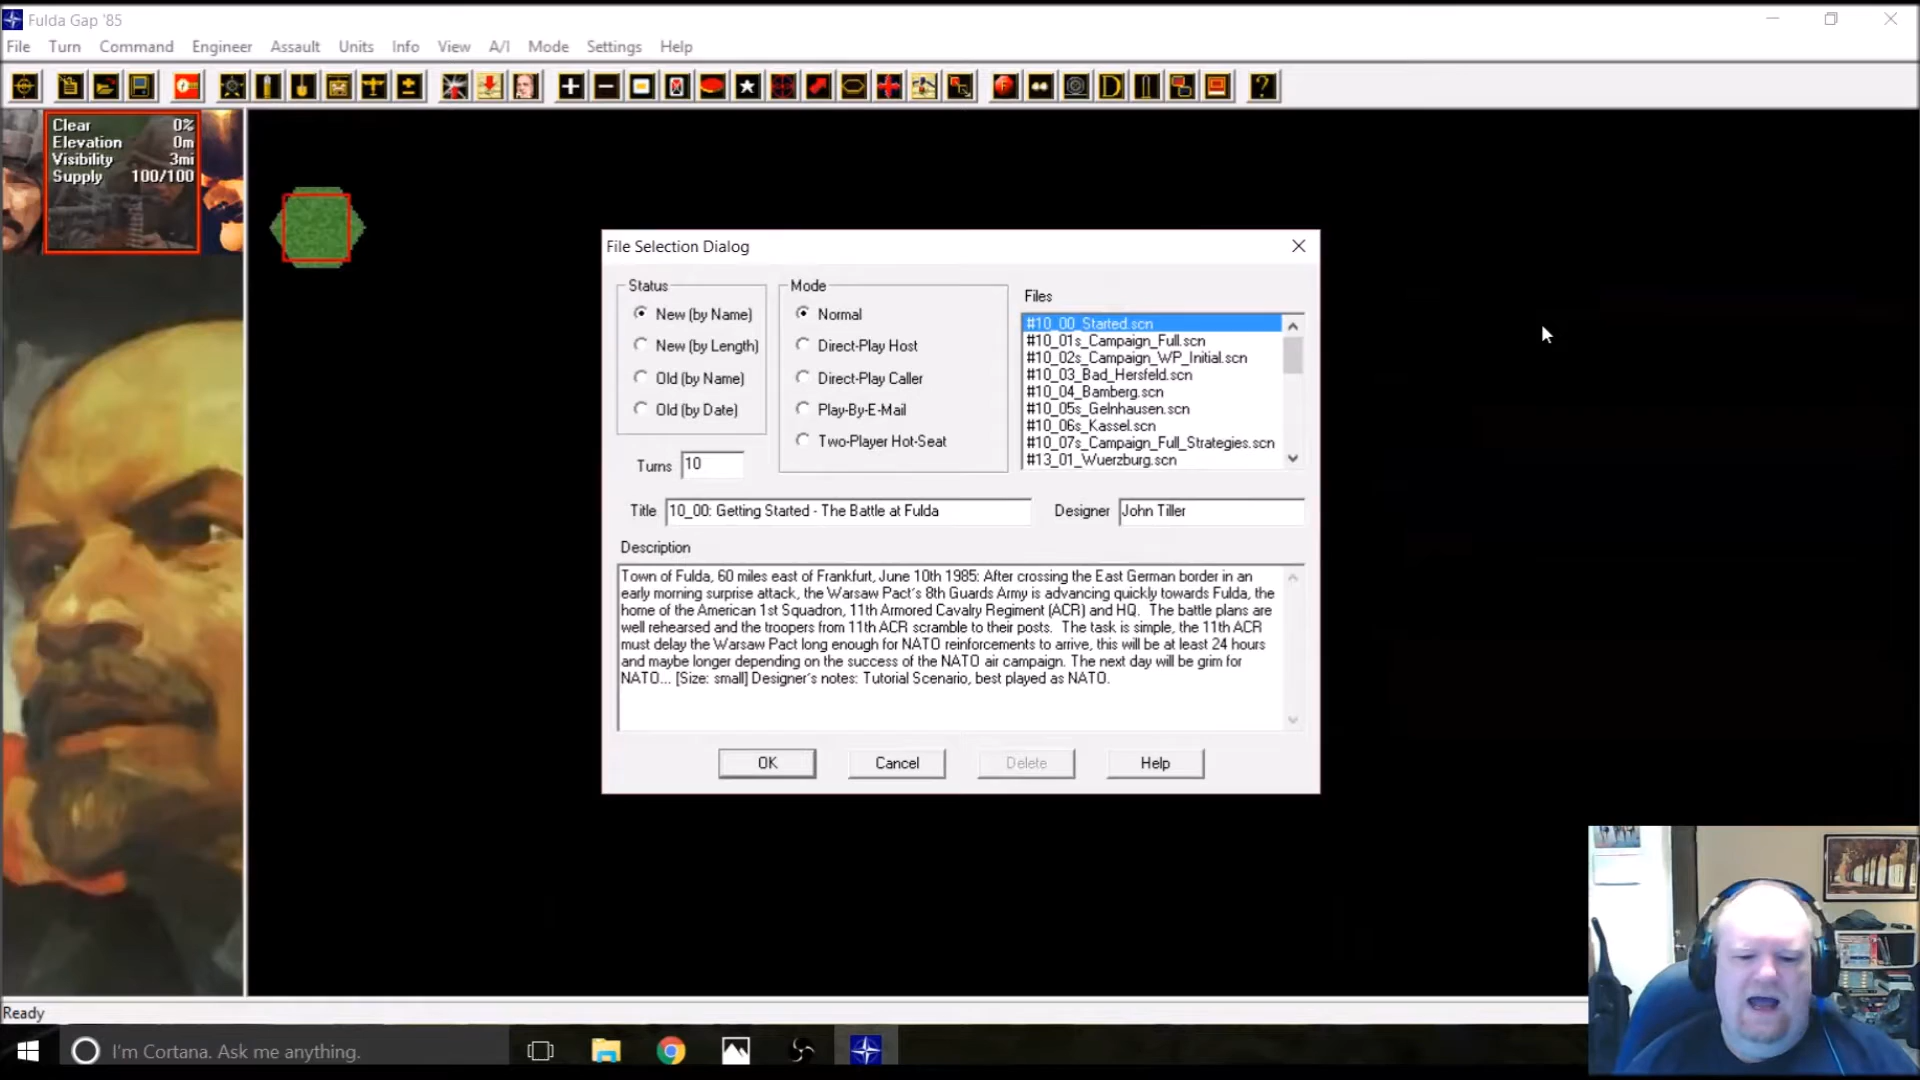 Fulda Gap '85
File Turn Command Engineer Assault Units Info View A/I Mode Settings Help
Clear 0%
Elevation 0m
Visibility 3mi
Supply 100/100
File Selection Dialog
Status
New (by Name)
New (by Length)
Old (by Name)
Old (by Date)
Turns 10
Mode
Normal
Direct-Play Host
Direct-Play Caller
Play-By-E-Mail
Two-Player Hot-Seat
Files
#10_00_Started.scn
#10_01s_Campaign_Full.scn
#10_02s_Campaign_WP_Initial.scn
#10_03_Bad_Hersfeld.scn
#10_04_Bamberg.scn
#10_05s_Gelnhausen.scn
#10_06s_Kassel.scn
#10_07s_Campaign_Full_Strategies.scn
#13_01_Wuerzburg.scn
Title 10_00: Getting Started - The Battle at Fulda
Designer John Tiller
Description
Town of Fulda, 60 miles east of Frankfurt, June 10th 1985: After crossing the East German border in an
early morning surprise attack, the Warsaw Pact's 8th Guards Army is advancing quickly towards Fulda, the
home of the American 1st Squadron, 11th Armored Cavalry Regiment (ACR) and HQ. The battle plans are
well rehearsed and the troopers from 11th ACR scramble to their posts. The task is simple, the 11th ACR
must delay the Warsaw Pact long enough for NATO reinforcements to arrive, this will be at least 24 hours
and maybe longer depending on the success of the NATO air campaign. The next day will be grim for
NATO... [Size: small] Designer's notes: Tutorial Scenario, best played as NATO.
OK Cancel Delete Help
Ready
I'm Cortana. Ask me anything.